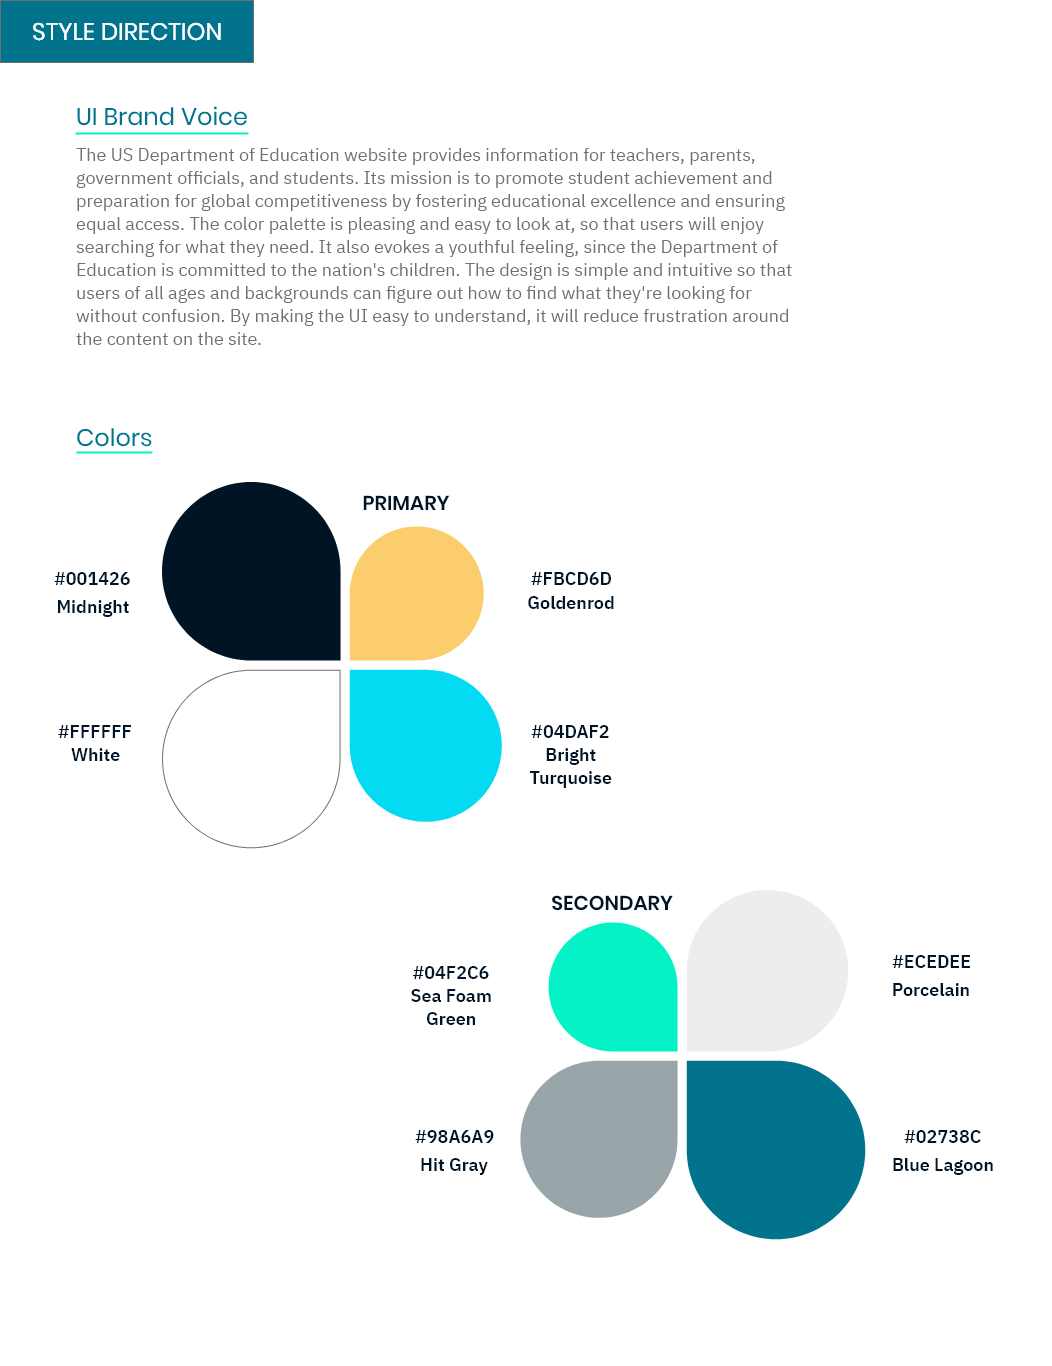 STYLE DIRECTION
UI Brand Voice
The US Department of Education website provides information for teachers, parents,
government officials, and students. Its mission is to promote student achievement and
preparation for global competitiveness by fostering educational excellence and ensuring
equal access. The color palette is pleasing and easy to look at, so that users will enjoy
searching for what they need. It also evokes a youthful feeling, since the Department of
Education is committed to the nation's children. The design is simple and intuitive so that
users of all ages and backgrounds can figure out how to find what they're looking for
without confusion. By making the UI easy to understand, it will reduce frustration around
the content on the site.
Colors
PRIMARY
#001426
Midnight
#FBCD6D
Goldenrod
#FFFFFF
White
#04DAF2
Bright
Turquoise
SECONDARY
#04F2C6
Sea Foam
Green
#ECEDEE
Porcelain
#98A6A9
Hit Gray
#02738C
Blue Lagoon